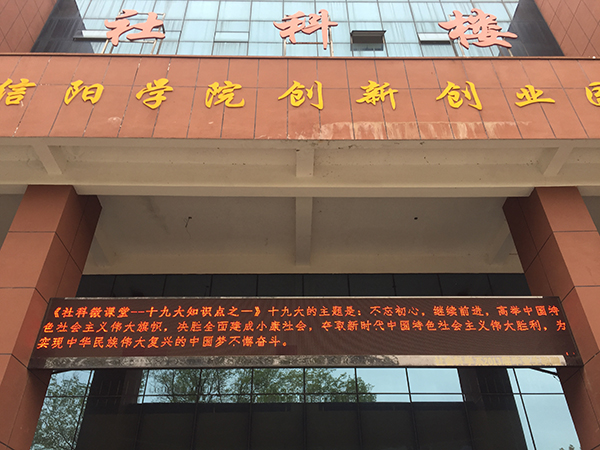 社科楼
信阳学院创新创业园
《社科微课堂--十九大知识点之一》十九大的主题是：不忘初心，继续前进，高举中国特
色社会主义伟大旗帜，决胜全面建成小康社会，夺取新时代中国特色社会主义伟大胜利，为
实现中华民族伟大复兴的中国梦不懈奋斗。